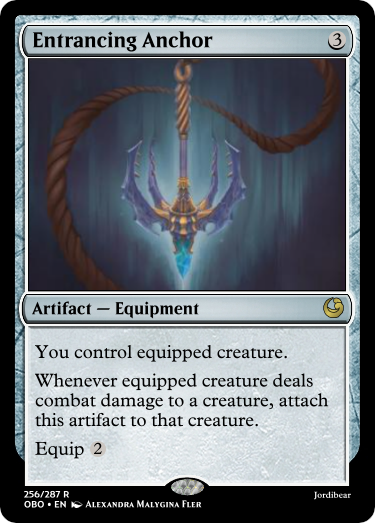 Entrancing Anchor 3
Artifact — Equipment
You control equipped creature.
Whenever equipped creature deals
combat damage to a creature, attach
this artifact to that creature.
Equip 2
256/287 R
OBO • EN Alexandra Malygina Fler
Jordibear